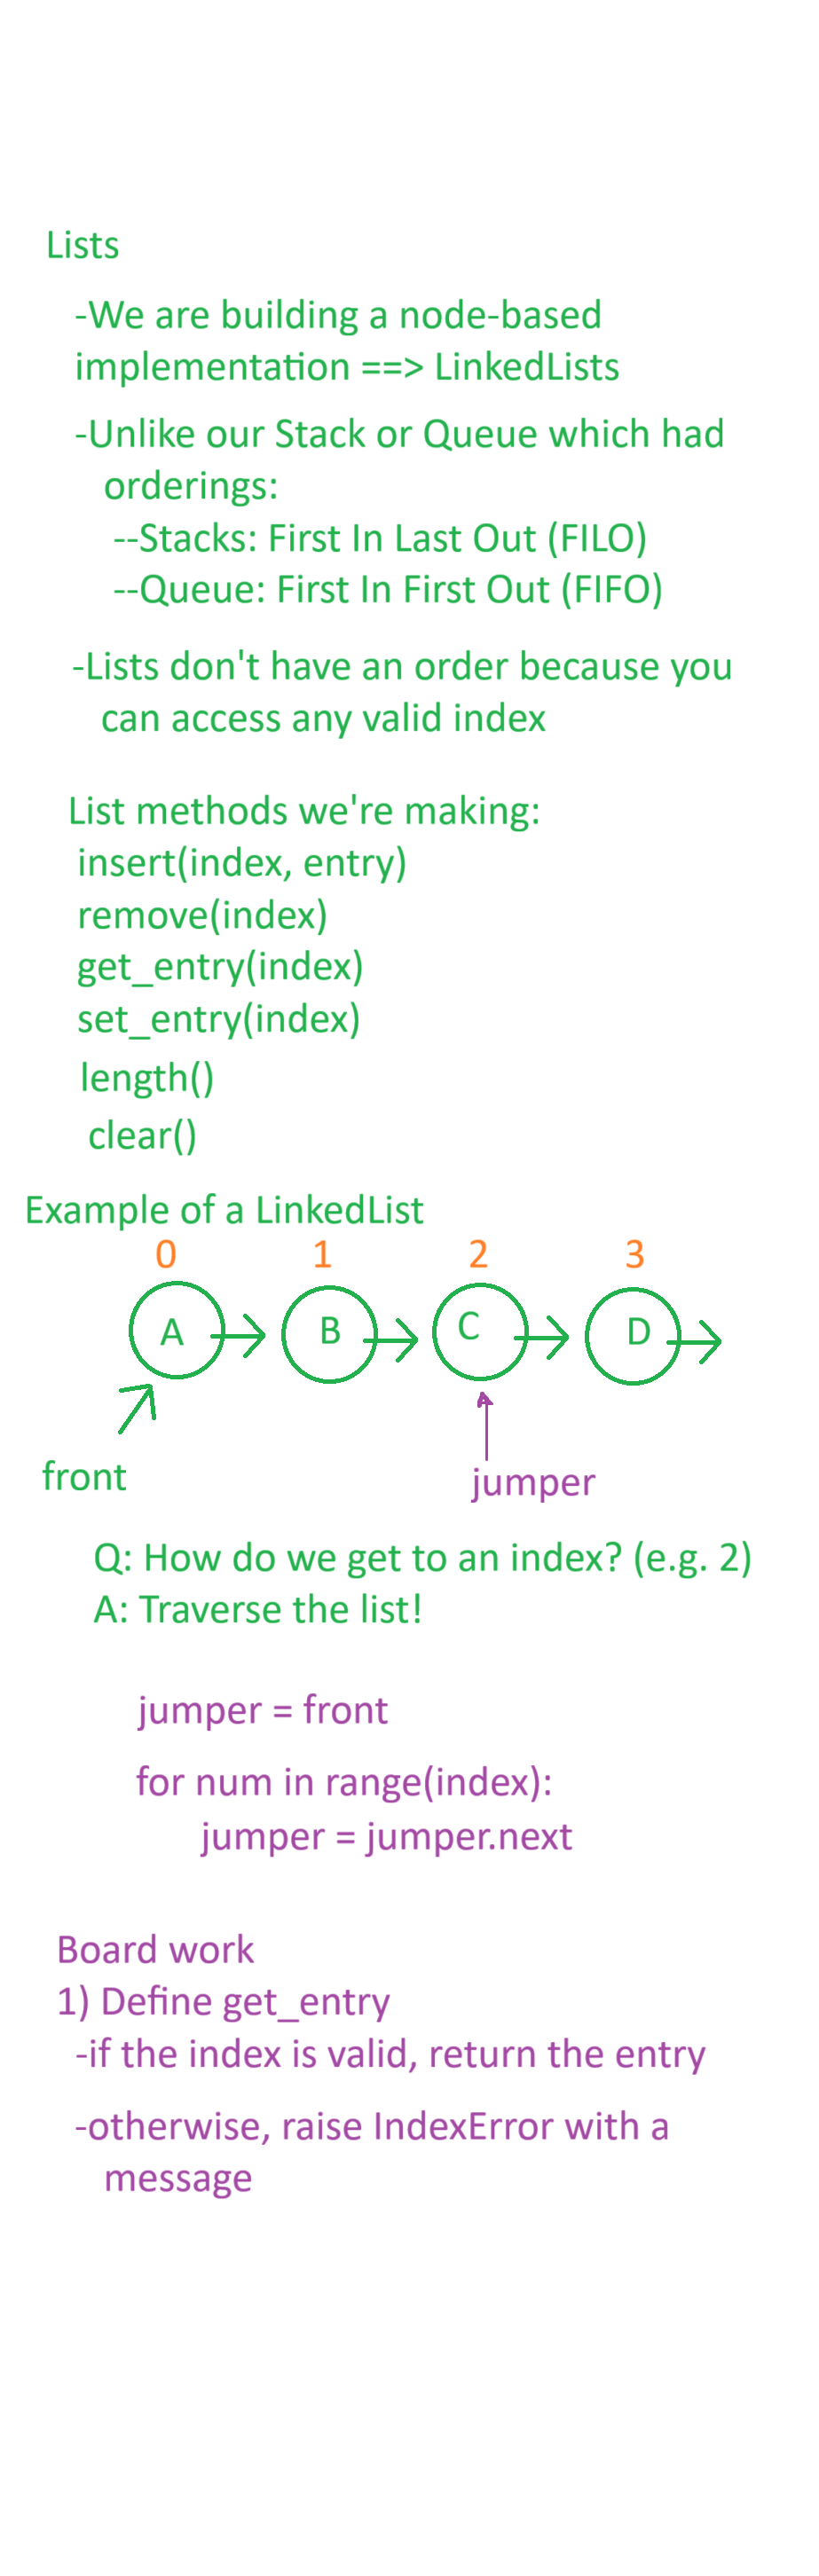 Lists
-We are building a node-based
implementation ==> LinkedLists
-Unlike our Stack or Queue which had
orderings:
--Stacks: First In Last Out (FILO)
--Queue: First In First Out (FIFO)
-Lists don't have an order because you
can access any valid index
List methods we're making:
insert(index, entry)
remove(index)
get_entry(index)
set_entry(index)
length()
clear()
Example of a LinkedList
0 1 2 3
A B C D
front
jumper
Q: How do we get to an index? (e.g. 2)
A: Traverse the list!
jumper = front
for num in range(index):
jumper = jumper.next
Board work
1) Define get_entry
-if the index is valid, return the entry
-otherwise, raise IndexError with a
message